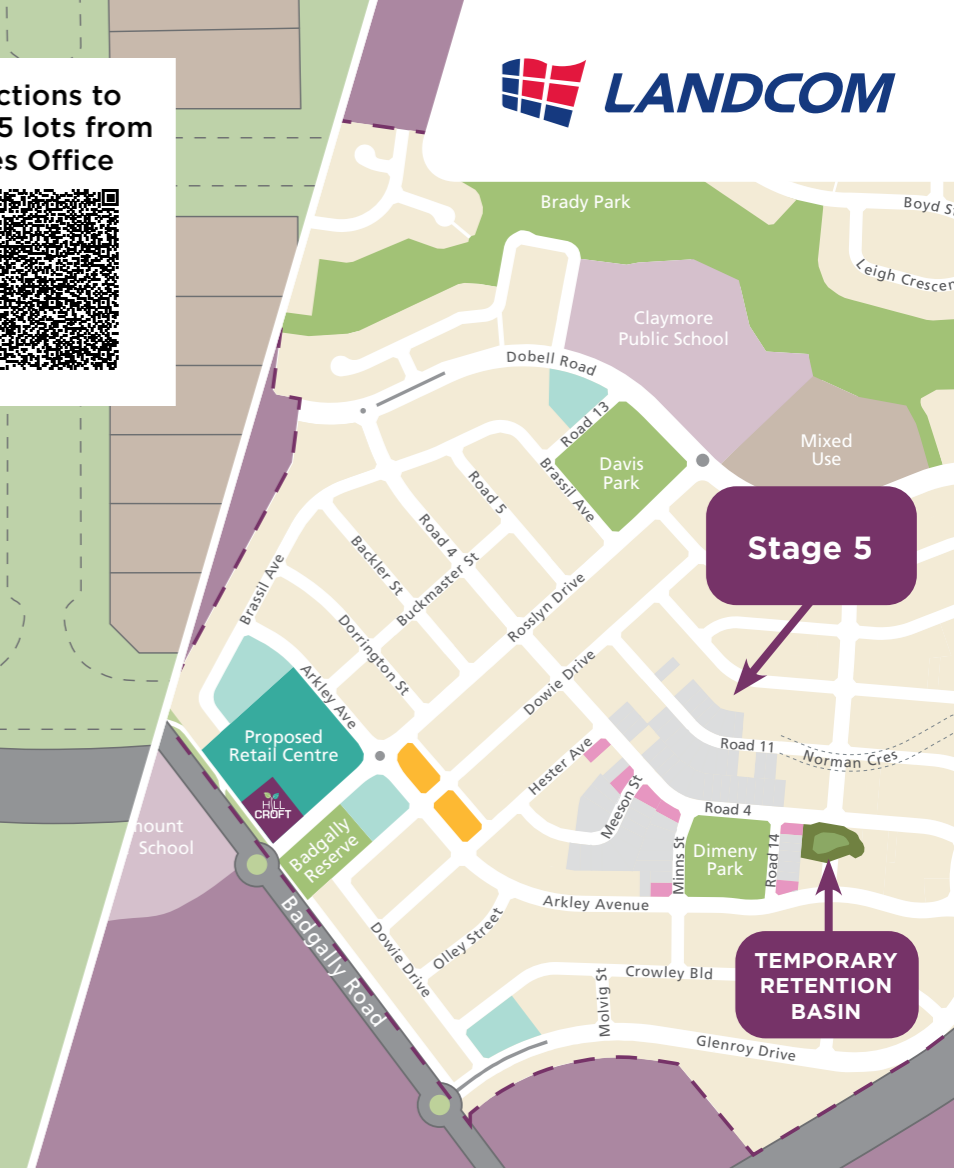 ctions to
5 lots from
es Office
LANDCOM
Brady Park
Boyd S
Leigh Crescen
Claymore
Public School
Dobell Road
Road 13
Davis
Park
Mixed
Use
Brassil Ave
Road 5
Road 4
Stage 5
Backler St
Buckmaster St
Brassil Ave
Rosslyn Drive
Dorrington St
Arkley Ave
Dowie Drive
Proposed
Retail Centre
Road 11
Norman Cres
Hester Ave
HILL
CROFT
Meeson St
Road 4
Badgally
Reserve
mount
School
Minns St
Dimeny
Park
Road 14
Arkley Avenue
Badgally Road
Dowie Drive
Olley Street
TEMPORARY
RETENTION
BASIN
Crowley Bld
Molvig St
Glenroy Drive